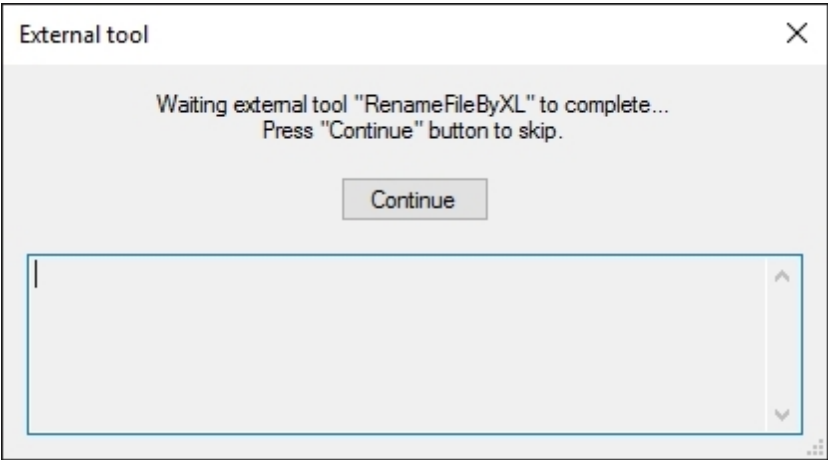 External tool
Waiting external tool "RenameFileByXL" to complete...
Press "Continue" button to skip.
Continue